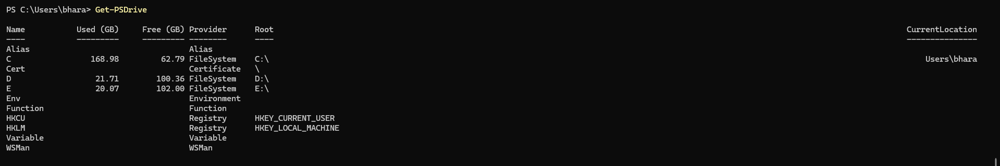 PS C:\Users\bhara> Get-PSDrive
Name           Used (GB)     Free (GB) Provider      Root                                                                                                                                       CurrentLocation
----           ---------     --------- --------      ----                                                                                                                                       ---------------
Alias                                  Alias
C                 168.98         62.79 FileSystem    C:\                                                                                                                                            Users\bhara
Cert                                   Certificate   \
D                  21.71        100.36 FileSystem    D:\
E                  20.07        102.00 FileSystem    E:\
Env                                    Environment
Function                               Function
HKCU                                   Registry      HKEY_CURRENT_USER
HKLM                                   Registry      HKEY_LOCAL_MACHINE
Variable                               Variable
WSMan                                  WSMan